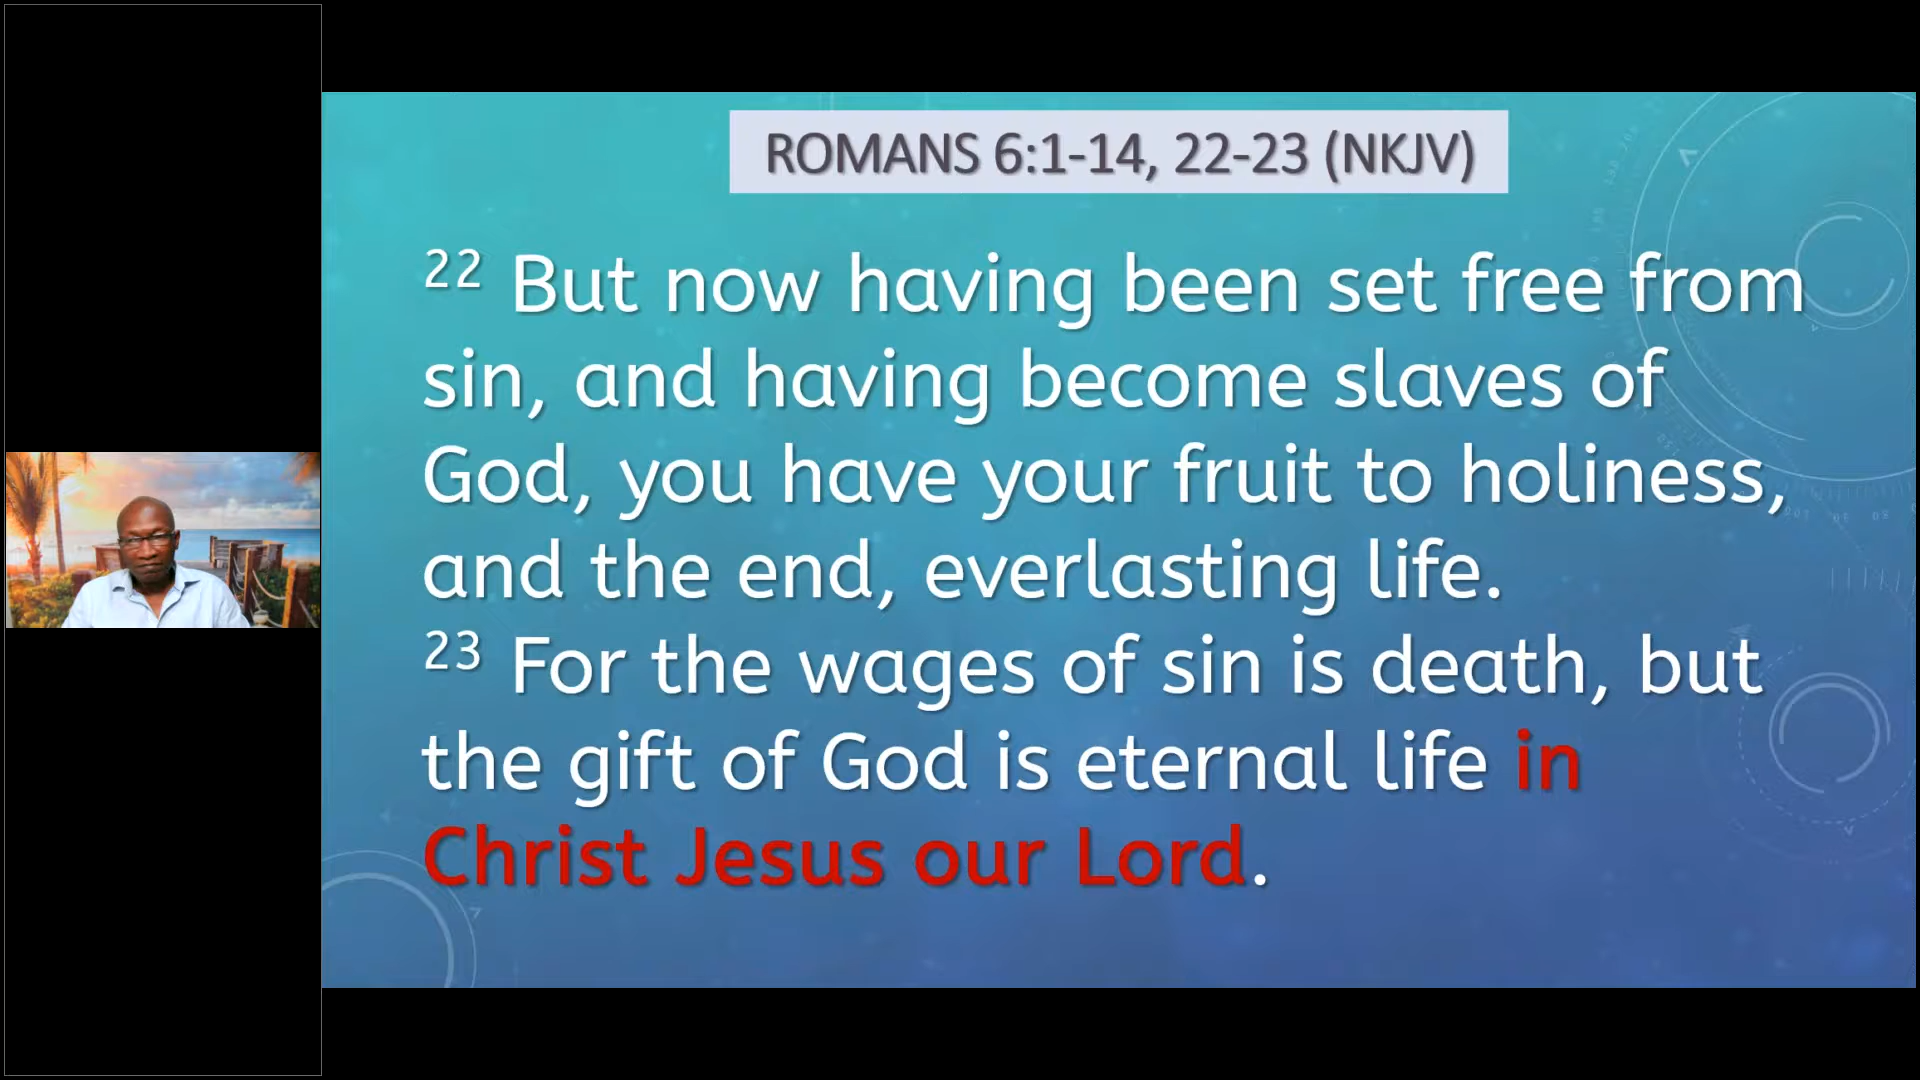 ROMANS 6:1-14, 22-23 (NKJV)
22 But now having been set free from
sin, and having become slaves of
God, you have your fruit to holiness,
and the end, everlasting life.
23 For the wages of sin is death, but
the gift of God is eternal life in
Christ Jesus our Lord.